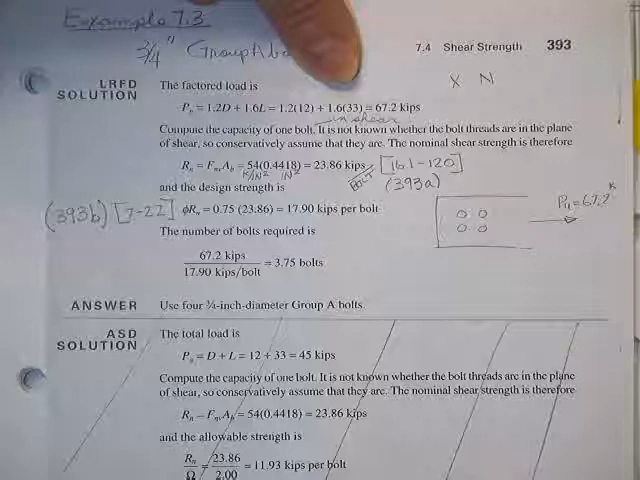 Example 7.3
3/4" Group A bo
7.4 Shear Strength 393
X N
LRFD
SOLUTION
The factored load is
Pu = 1.2D + 1.6L = 1.2(12) + 1.6(33) = 67.2 kips
in shear
Compute the capacity of one bolt. It is not known whether the bolt threads are in the plane
of shear, so conservatively assume that they are. The nominal shear strength is therefore
Rn = FnvAb = 54(0.4418) = 23.86 kips [16.1-120]
K/IN² IN² BOLT (393a)
and the design strength is
(393b) [7-22] ϕRn = 0.75 (23.86) = 17.90 kips per bolt
Pu = 67.2 K
The number of bolts required is
67.2 kips
17.90 kips/bolt = 3.75 bolts
ANSWER Use four ¾-inch-diameter Group A bolts.
ASD
SOLUTION
The total load is
Pa = D + L = 12 + 33 = 45 kips
Compute the capacity of one bolt. It is not known whether the bolt threads are in the plane
of shear, so conservatively assume that they are. The nominal shear strength is therefore
Rn = FnvAb = 54(0.4418) = 23.86 kips
and the allowable strength is
Rn/Ω = 23.86/2.00 = 11.93 kips per bolt